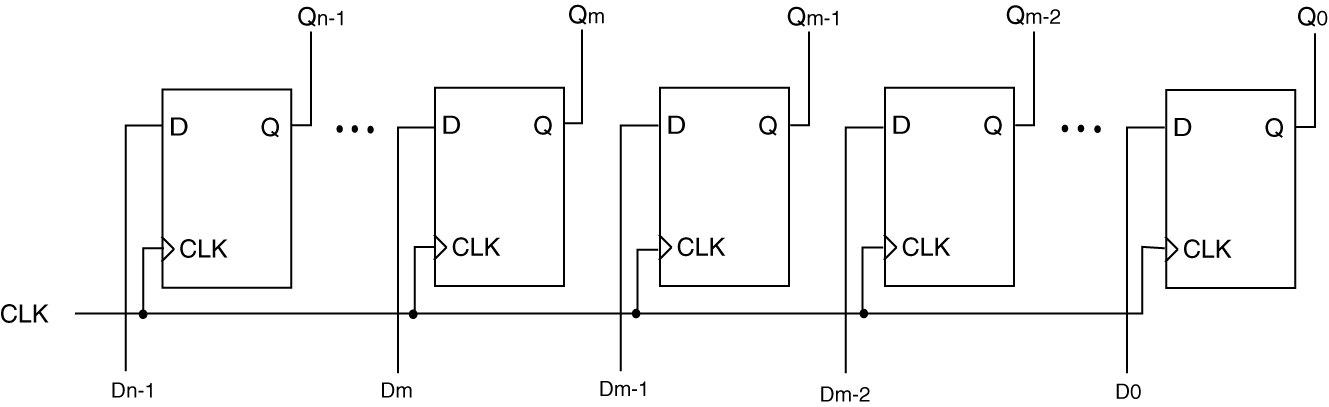 Qn-1 Qm Qm-1 Qm-2 Q0
D Q D Q D Q D Q D Q
CLK CLK CLK CLK CLK
CLK
Dn-1 Dm Dm-1 Dm-2 D0